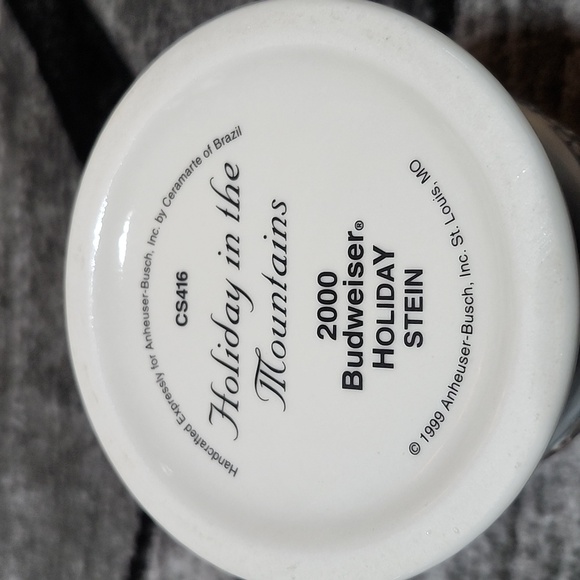 Handcrafted Expressly for Anheuser-Busch, Inc. by Ceramarte of Brazil
CS416
Holiday in the
Mountains
2000
Budweiser®
HOLIDAY
STEIN
© 1999 Anheuser-Busch, Inc. St. Louis, MO